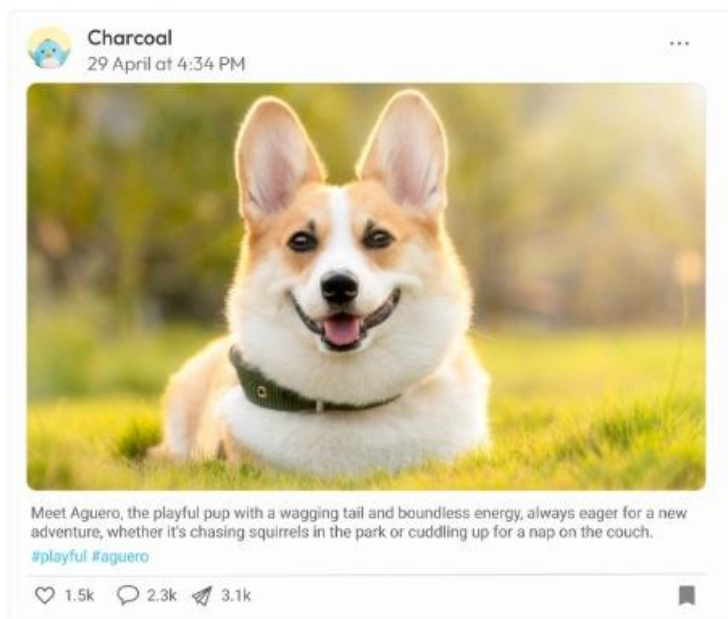 Charcoal
29 April at 4:34 PM
Meet Aguero, the playful pup with a wagging tail and boundless energy, always eager for a new
adventure, whether it's chasing squirrels in the park or cuddling up for a nap on the couch.
#playful #aguero
1.5k 2.3k 3.1k